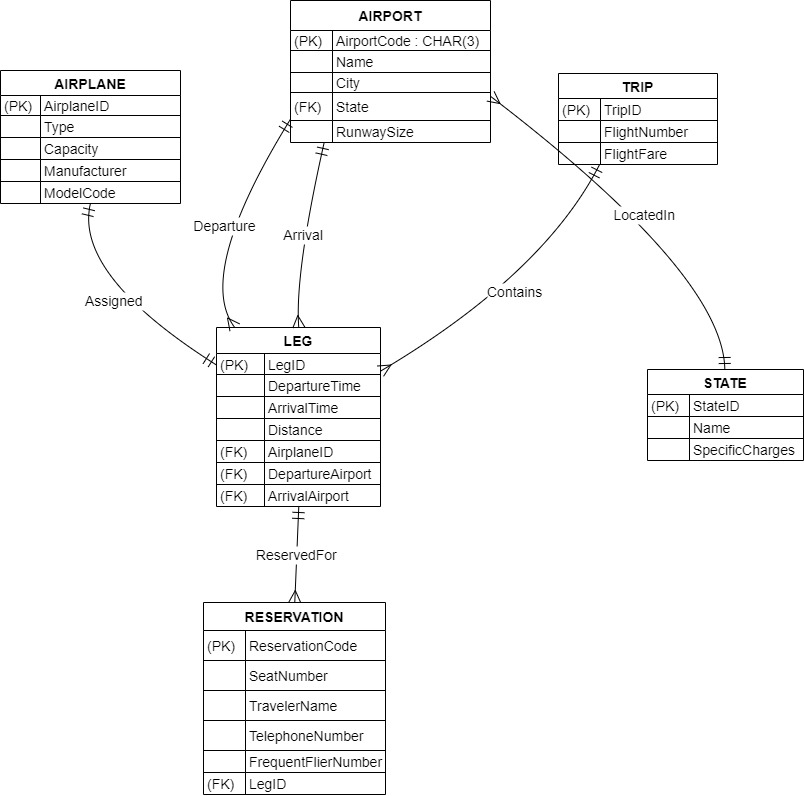 AIRPORT
(PK) AirportCode : CHAR(3)
Name
City
(FK) State
RunwaySize
AIRPLANE
(PK) AirplaneID
Type
Capacity
Manufacturer
ModelCode
TRIP
(PK) TripID
FlightNumber
FlightFare
Departure
Arrival
LocatedIn
Assigned
Contains
LEG
(PK) LegID
DepartureTime
ArrivalTime
Distance
(FK) AirplaneID
(FK) DepartureAirport
(FK) ArrivalAirport
STATE
(PK) StateID
Name
SpecificCharges
ReservedFor
RESERVATION
(PK) ReservationCode
SeatNumber
TravelerName
TelephoneNumber
FrequentFlierNumber
(FK) LegID